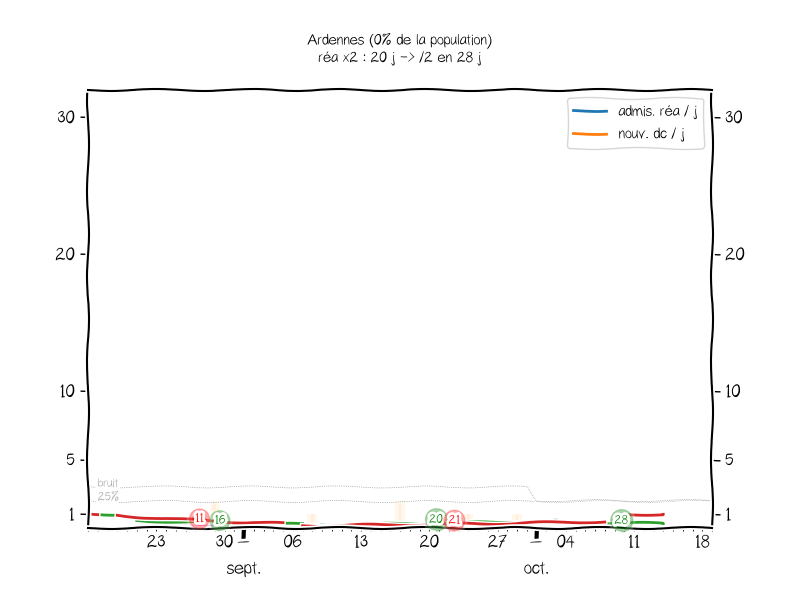 Ardennes (0% de la population)
réa x2 : 20 j -> /2 en 28 j
admis. réa / j
nouv. dc / j
30
30
20
20
10
10
5
5
bruit
25%
1
1
11 16 20 21 28
23 30 06 13 20 27 04 11 18
sept. oct.